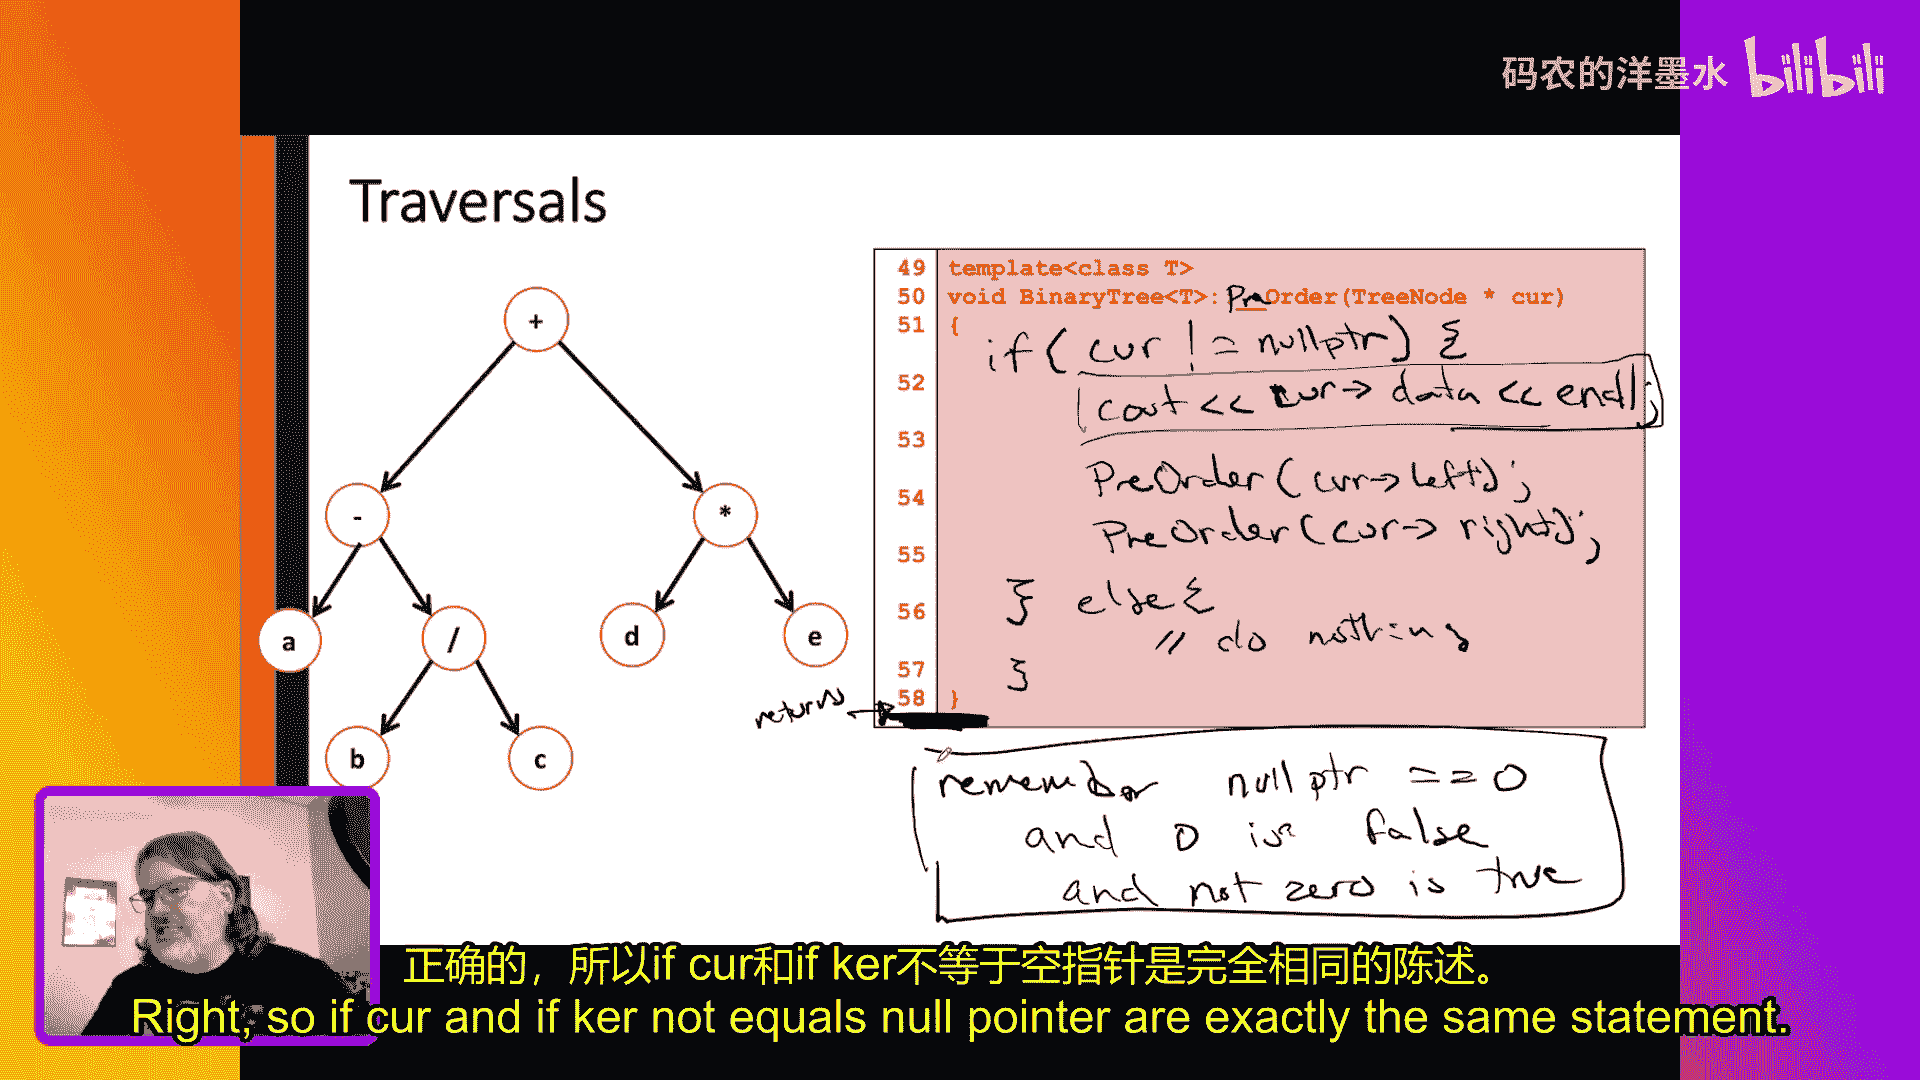 码农的洋墨水 bilibili
Traversals
+
-
*
a
/
d
e
b
c
49 template<class T>
50 void BinaryTree<T>::PreOrder(TreeNode * cur)
51 {
if( cur != nullptr) {
52
cout << cur-> data << endl;
53
PreOrder(cur->left);
54
PreOrder(cur-> right);
55
} else {
56
// do nothing
57
}
58 }
returns
remember nullptr == 0
and 0 is false
and not zero is true
正确的，所以if cur和if ker不等于空指针是完全相同的陈述。
Right, so if cur and if ker not equals null pointer are exactly the same statement.